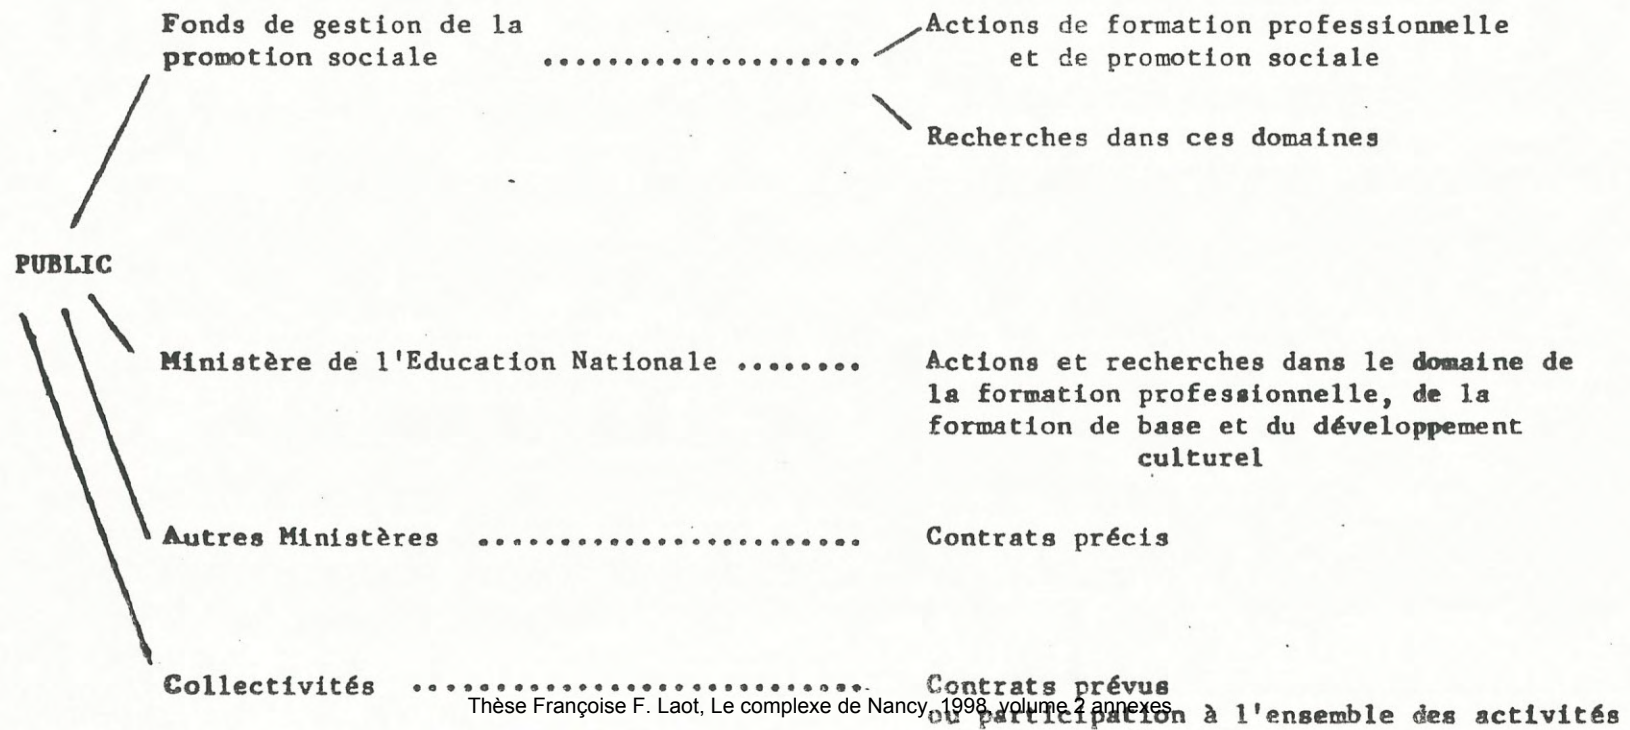 Fonds de gestion de la
promotion sociale ....................
Actions de formation professionnelle
et de promotion sociale
Recherches dans ces domaines
PUBLIC
Ministère de l'Education Nationale ........
Actions et recherches dans le domaine de
la formation professionnelle, de la
formation de base et du développement
culturel
Autres Ministères ........................
Contrats précis
Collectivités ............................
Contrats prévus
ou participation à l'ensemble des activités
Thèse Françoise F. Laot, Le complexe de Nancy, 1998, volume 2 annexes